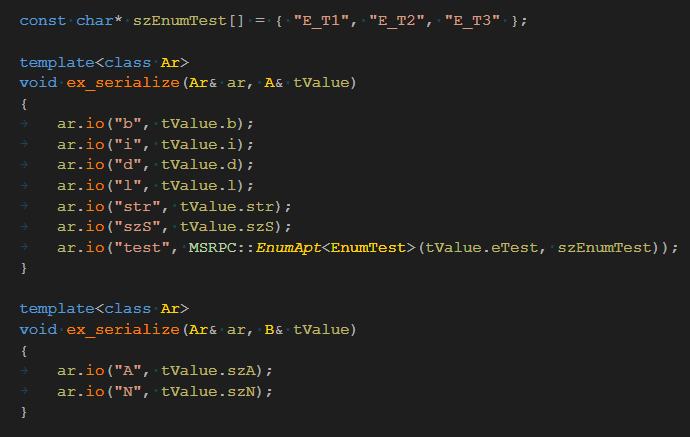 const char* szEnumTest[] = { "E_T1", "E_T2", "E_T3" };
template<class Ar>
void ex_serialize(Ar& ar, A& tValue)
{
ar.io("b", tValue.b);
ar.io("i", tValue.i);
ar.io("d", tValue.d);
ar.io("l", tValue.l);
ar.io("str", tValue.str);
ar.io("szS", tValue.szS);
ar.io("test", MSRPC::EnumApt<EnumTest>(tValue.eTest, szEnumTest));
}
template<class Ar>
void ex_serialize(Ar& ar, B& tValue)
{
ar.io("A", tValue.szA);
ar.io("N", tValue.szN);
}